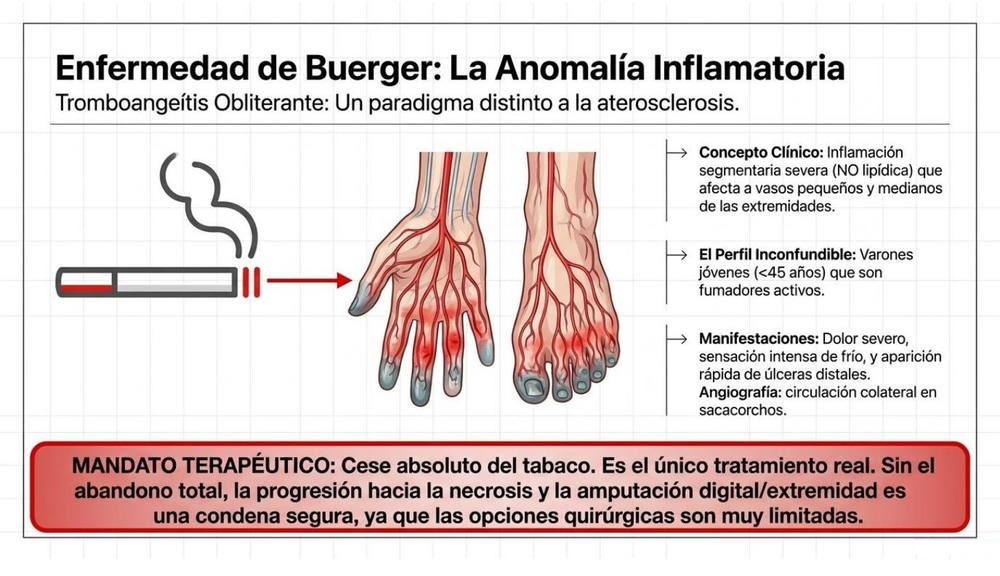 Enfermedad de Buerger: La Anomalía Inflamatoria
Tromboangeítis Obliterante: Un paradigma distinto a la aterosclerosis.
Concepto Clínico: Inflamación
segmentaria severa (NO lipídica) que
afecta a vasos pequeños y medianos
de las extremidades.
El Perfil Inconfundible: Varones
jóvenes (<45 años) que son
fumadores activos.
Manifestaciones: Dolor severo,
sensación intensa de frío, y aparición
rápida de úlceras distales.
Angiografía: circulación colateral en
sacacorchos.
MANDATO TERAPÉUTICO: Cese absoluto del tabaco. Es el único tratamiento real. Sin el
abandono total, la progresión hacia la necrosis y la amputación digital/extremidad es
una condena segura, ya que las opciones quirúrgicas son muy limitadas.